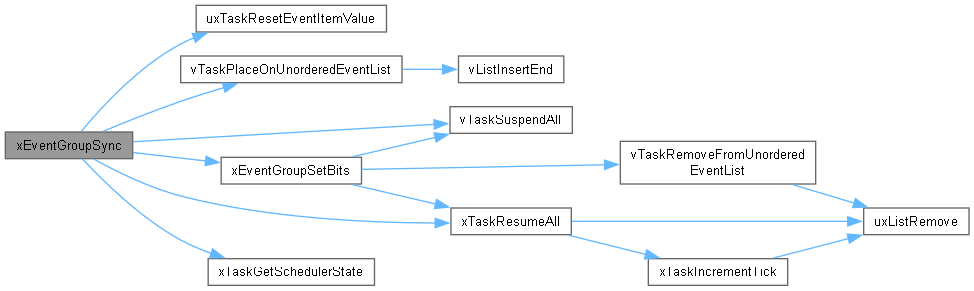 uxTaskResetEventItemValue
vTaskPlaceOnUnorderedEventList
vListInsertEnd
vTaskSuspendAll
xEventGroupSync
xEventGroupSetBits
vTaskRemoveFromUnordered
EventList
xTaskResumeAll
uxListRemove
xTaskGetSchedulerState
xTaskIncrementTick